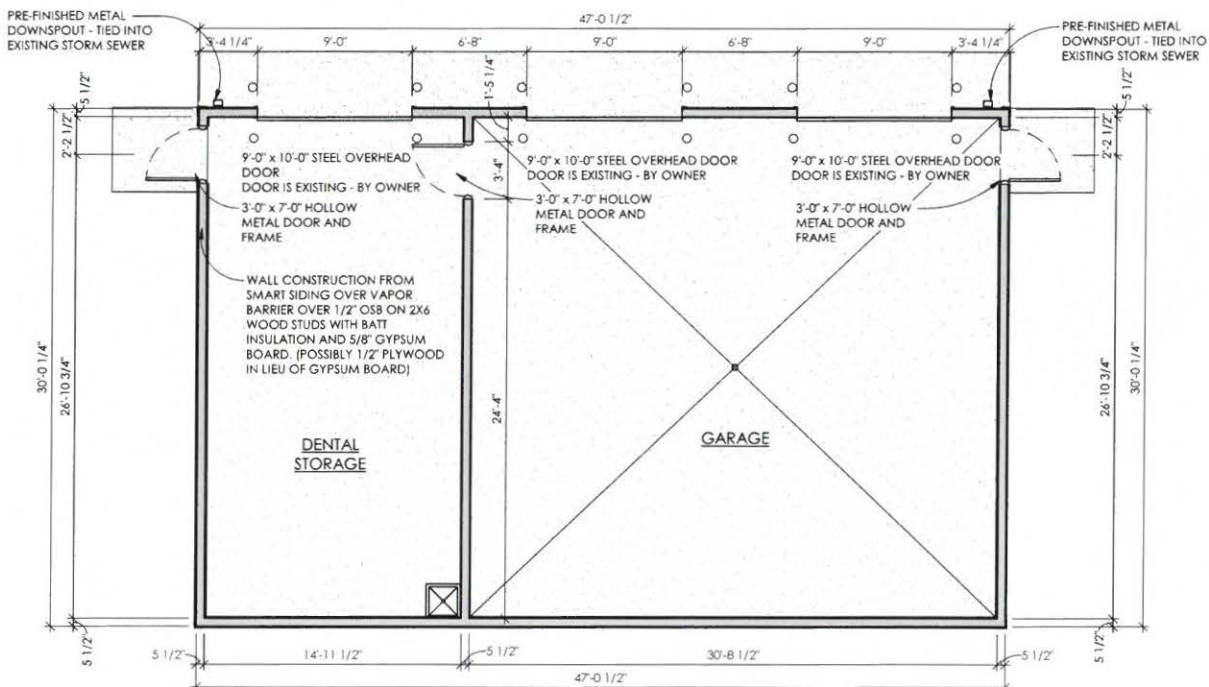 PRE-FINISHED METAL
DOWNSPOUT - TIED INTO
EXISTING STORM SEWER
47'-0 1/2"
PRE-FINISHED METAL
DOWNSPOUT - TIED INTO
EXISTING STORM SEWER
3'-4 1/4"
9'-0"
6'-8"
9'-0"
6'-8"
9'-0"
3'-4 1/4"
5 1/2"
1'-5 1/4"
5 1/2"
2'-2 1/2"
2'-2 1/2"
9'-0" x 10'-0" STEEL OVERHEAD
DOOR
DOOR IS EXISTING - BY OWNER
3'-0" x 7'-0" HOLLOW
METAL DOOR AND
FRAME
3'-4"
9'-0" x 10'-0" STEEL OVERHEAD DOOR
DOOR IS EXISTING - BY OWNER
3'-0" x 7'-0" HOLLOW
METAL DOOR AND
FRAME
9'-0" x 10'-0" STEEL OVERHEAD DOOR
DOOR IS EXISTING - BY OWNER
3'-0" x 7'-0" HOLLOW
METAL DOOR AND
FRAME
WALL CONSTRUCTION FROM
SMART SIDING OVER VAPOR
BARRIER OVER 1/2" OSB ON 2X6
WOOD STUDS WITH BATT
INSULATION AND 5/8" GYPSUM
BOARD. (POSSIBLY 1/2" PLYWOOD
IN LIEU OF GYPSUM BOARD)
30'-0 1/4"
26'-10 3/4"
24'-4"
26'-10 3/4"
30'-0 1/4"
DENTAL
STORAGE
GARAGE
5 1/2"
5 1/2"
5 1/2"
14'-11 1/2"
5 1/2"
30'-8 1/2"
5 1/2"
47'-0 1/2"